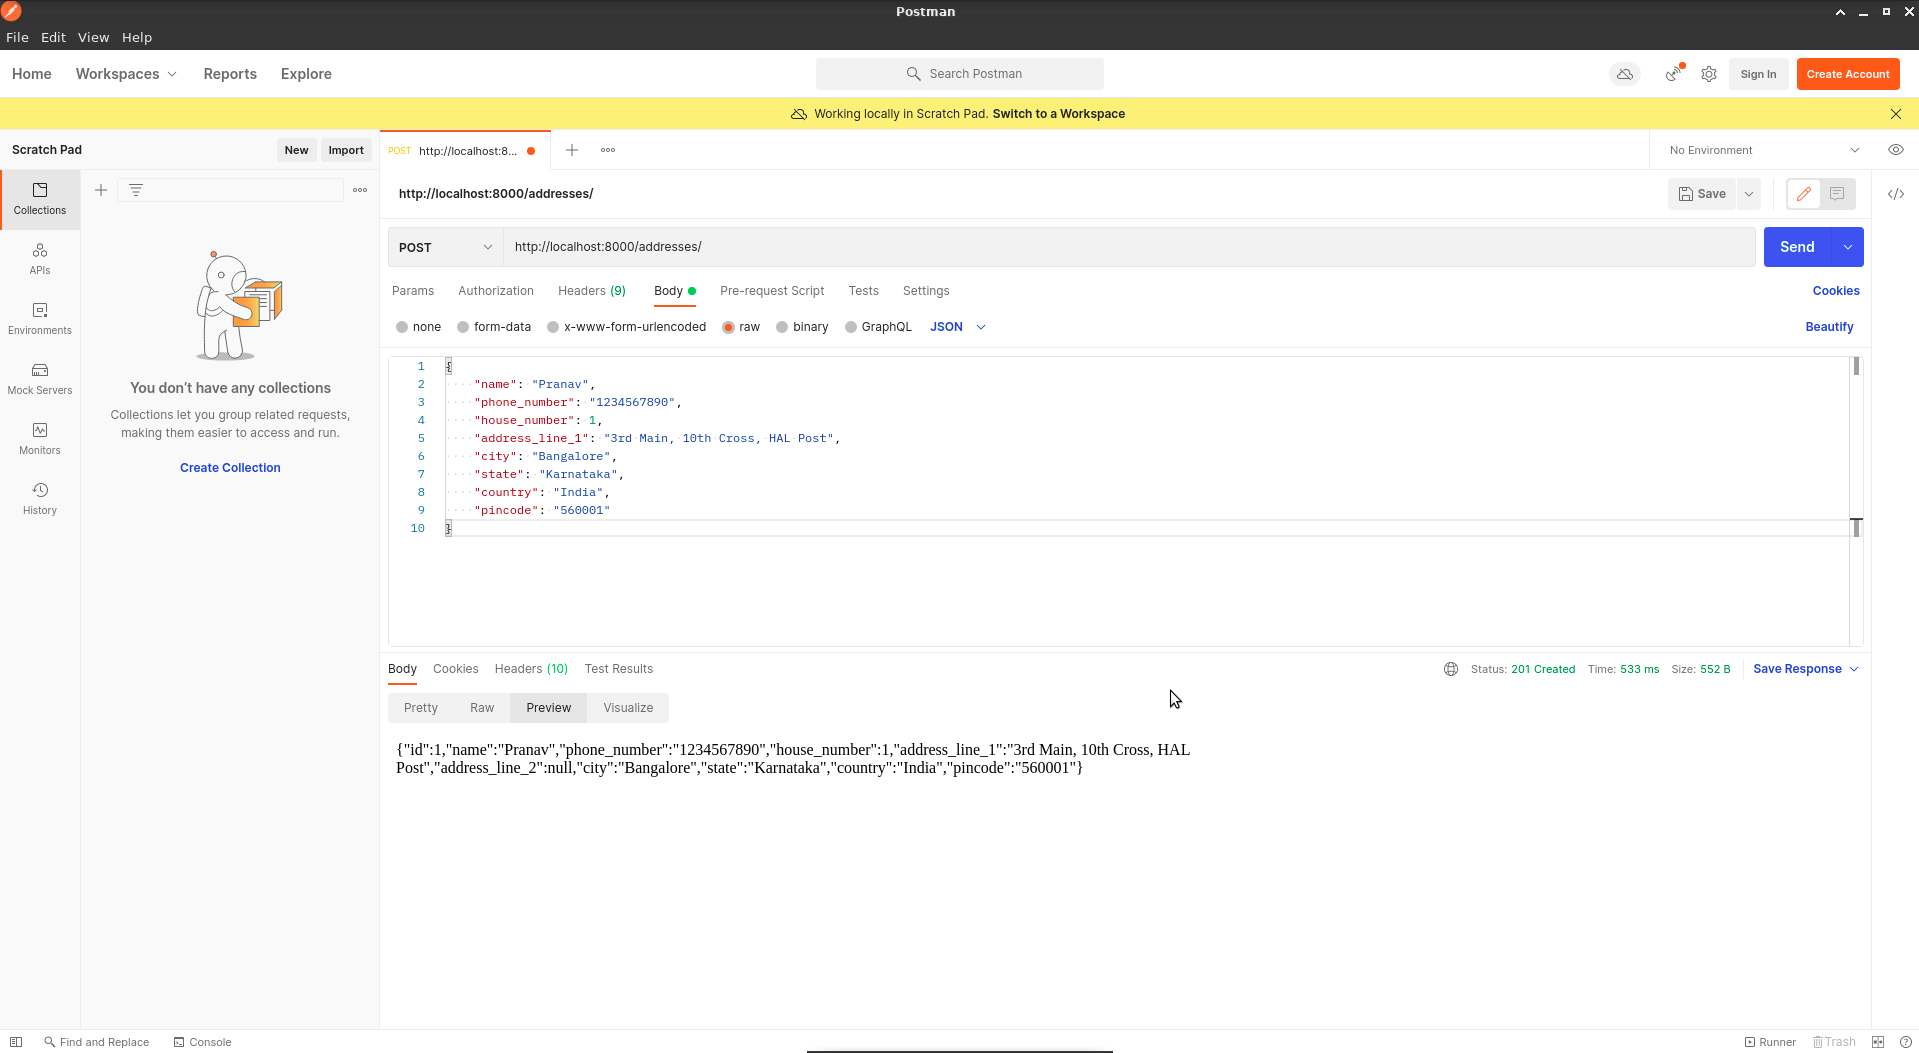 Postman
File Edit View Help
Home Workspaces Reports Explore Search Postman Sign In Create Account
Working locally in Scratch Pad. Switch to a Workspace
Scratch Pad New Import POST http://localhost:8... No Environment
http://localhost:8000/addresses/ Save
Collections
POST http://localhost:8000/addresses/ Send
APIs
Params Authorization Headers (9) Body Pre-request Script Tests Settings Cookies
none form-data x-www-form-urlencoded raw binary GraphQL JSON Beautify
Environments
Mock Servers
Monitors
History
You don’t have any collections
Collections let you group related requests,
making them easier to access and run.
Create Collection
1 {
2 "name": "Pranav",
3 "phone_number": "1234567890",
4 "house_number": 1,
5 "address_line_1": "3rd Main, 10th Cross, HAL Post",
6 "city": "Bangalore",
7 "state": "Karnataka",
8 "country": "India",
9 "pincode": "560001"
10 }
Body Cookies Headers (10) Test Results Status: 201 Created Time: 533 ms Size: 552 B Save Response
Pretty Raw Preview Visualize
{"id":1,"name":"Pranav","phone_number":"1234567890","house_number":1,"address_line_1":"3rd Main, 10th Cross, HAL
Post","address_line_2":null,"city":"Bangalore","state":"Karnataka","country":"India","pincode":"560001"}
Find and Replace Console Runner Trash